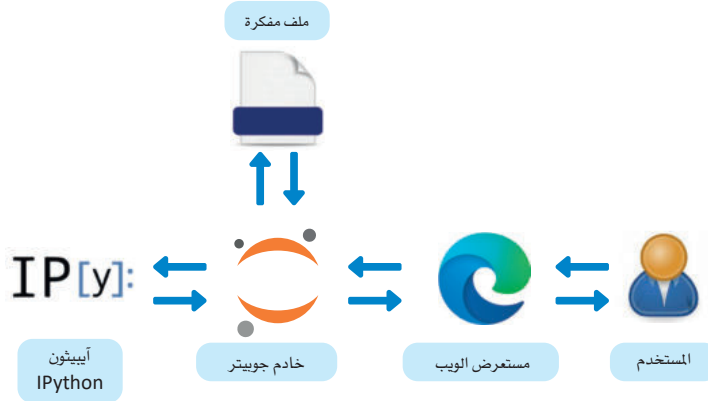 ملف مفكرة
IP[y]:
المستخدم
مستعرض الويب
خادم جوبيتر
آيبيثون
IPython